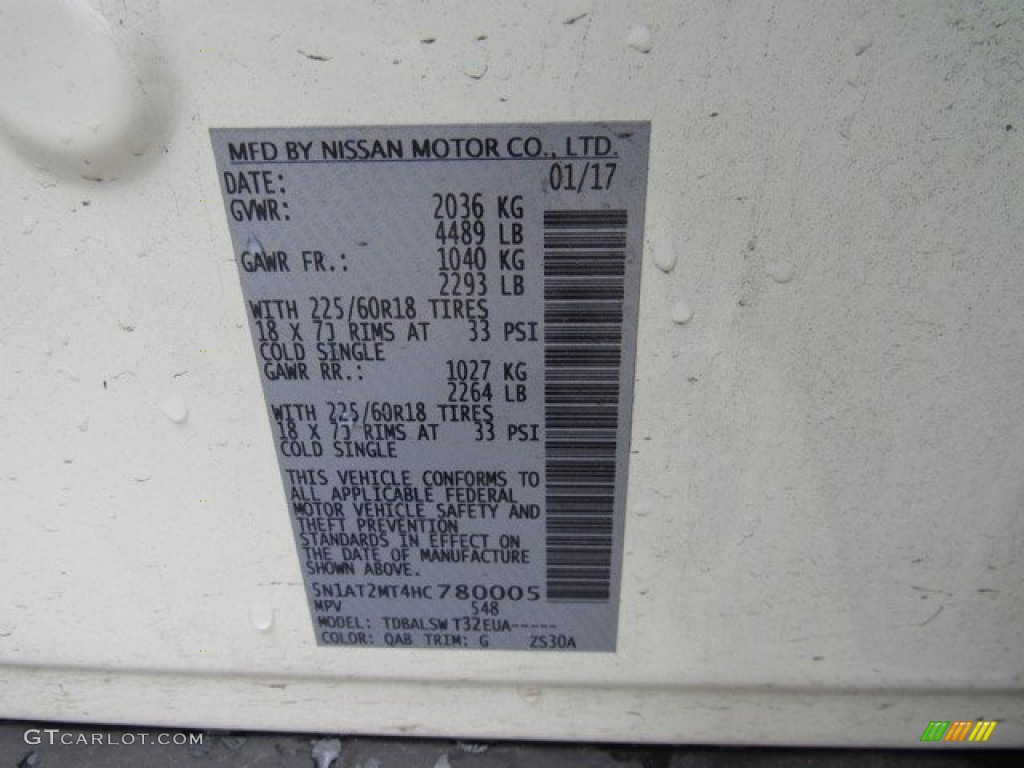 MFD BY NISSAN MOTOR CO., LTD.
DATE: 01/17
GVWR: 2036 KG
4489 LB
GAWR FR.: 1040 KG
2293 LB
WITH 225/60R18 TIRES
18 X 7J RIMS AT 33 PSI
COLD SINGLE
GAWR RR.: 1027 KG
2264 LB
WITH 225/60R18 TIRES
18 X 7J RIMS AT 33 PSI
COLD SINGLE
THIS VEHICLE CONFORMS TO
ALL APPLICABLE FEDERAL
MOTOR VEHICLE SAFETY AND
THEFT PREVENTION
STANDARDS IN EFFECT ON
THE DATE OF MANUFACTURE
SHOWN ABOVE.
5N1AT2MT4HC780005
MPV 548
MODEL: TDBALSW T32EUA-----
COLOR: QAB TRIM: G ZS30A
GTCARLOT.COM